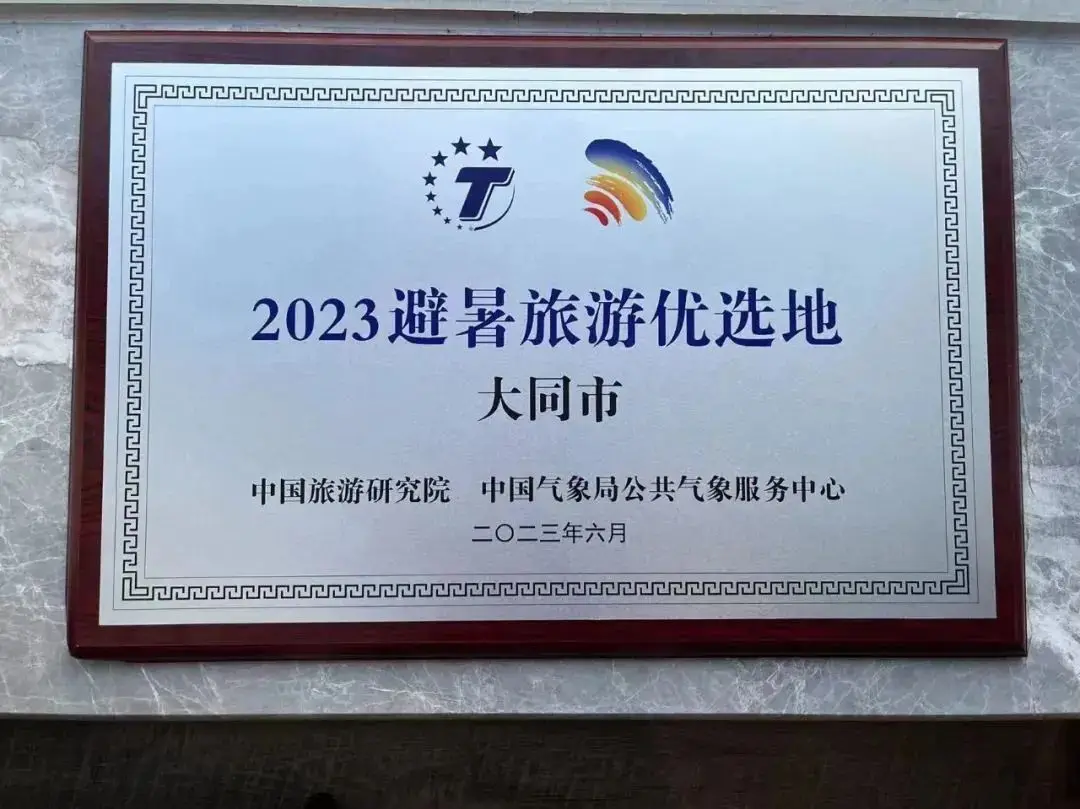 T
2023避暑旅游优选地
大同市
中国旅游研究院 中国气象局公共气象服务中心
二〇二三年六月